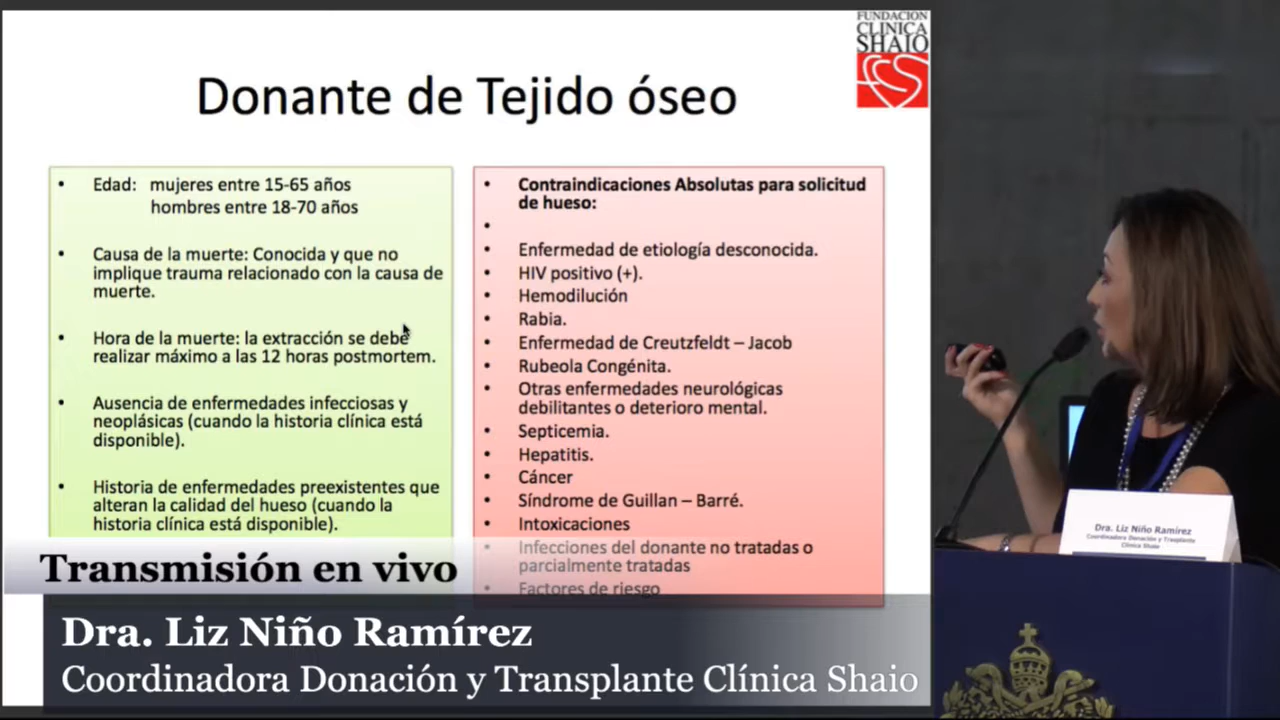 FUNDACION
CLINICA
SHAIO
Donante de Tejido óseo
• Edad: mujeres entre 15-65 años
hombres entre 18-70 años
• Causa de la muerte: Conocida y que no
implique trauma relacionado con la causa de
muerte.
• Hora de la muerte: la extracción se debe
realizar máximo a las 12 horas postmortem.
• Ausencia de enfermedades infecciosas y
neoplásicas (cuando la historia clínica está
disponible).
• Historia de enfermedades preexistentes que
alteran la calidad del hueso (cuando la
historia clínica está disponible).
• Contraindicaciones Absolutas para solicitud
de hueso:
•
• Enfermedad de etiología desconocida.
• HIV positivo (+).
• Hemodilución
• Rabia.
• Enfermedad de Creutzfeldt – Jacob
• Rubeola Congénita.
• Otras enfermedades neurológicas
debilitantes o deterioro mental.
• Septicemia.
• Hepatitis.
• Cáncer
• Síndrome de Guillan – Barré.
• Intoxicaciones
• Infecciones del donante no tratadas o
parcialmente tratadas
• Factores de riesgo
Dra. Liz Niño Ramírez
Coordinadora Donación y Trasplante
Clínica Shaio
Transmisión en vivo
Dra. Liz Niño Ramírez
Coordinadora Donación y Transplante Clínica Shaio